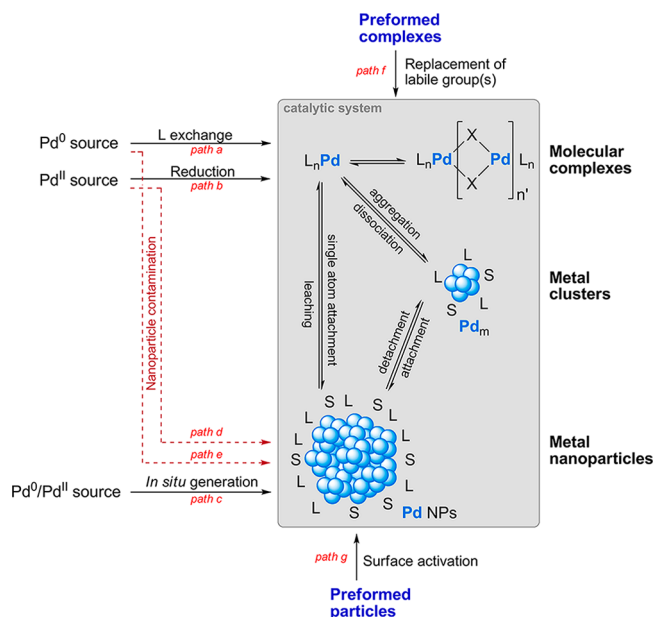 Preformed
complexes
path f
Replacement of
labile group(s)
catalytic system
Pd⁰ source
L exchange
path a
Pdᴵᴵ source
Reduction
path b
LₙPd
LₙPd
X
X
Pd
Lₙ
n'
Molecular
complexes
aggregation
dissociation
single atom attachment
leaching
Nanoparticle contamination
L
L
S
S
L
Pdₘ
Metal
clusters
detachment
attachment
S
L
S
L
L
L
L
S
S
L
L
L
S
S
path d
path e
Pd⁰/Pdᴵᴵ source
In situ generation
path c
Pd NPs
Metal
nanoparticles
path g
Surface activation
Preformed
particles